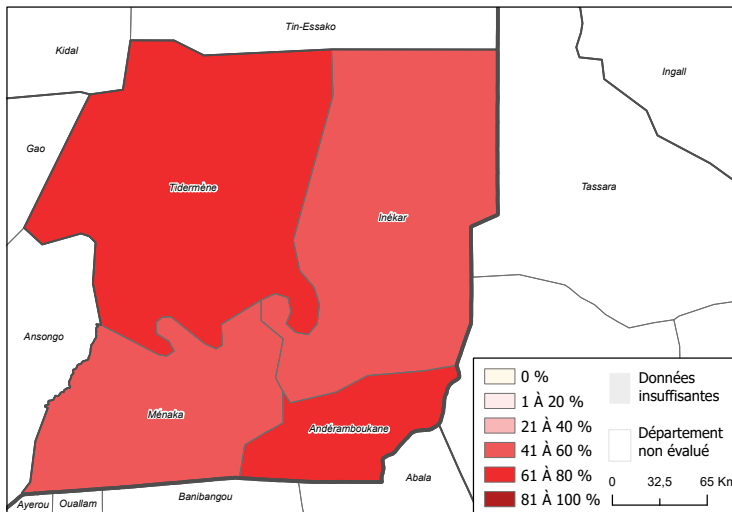 Tin-Essako
Kidal
Ingall
Gao
Tidermène
Tassara
Inékar
Ansongo
0 %
Données
insuffisantes
1 À 20 %
21 À 40 %
Ménaka
Andéramboukane
41 À 60 %
Département
non évalué
61 À 80 %
Abala
0 32,5 65 Km
81 À 100 %
Ayerou
Ouallam
Banibangou